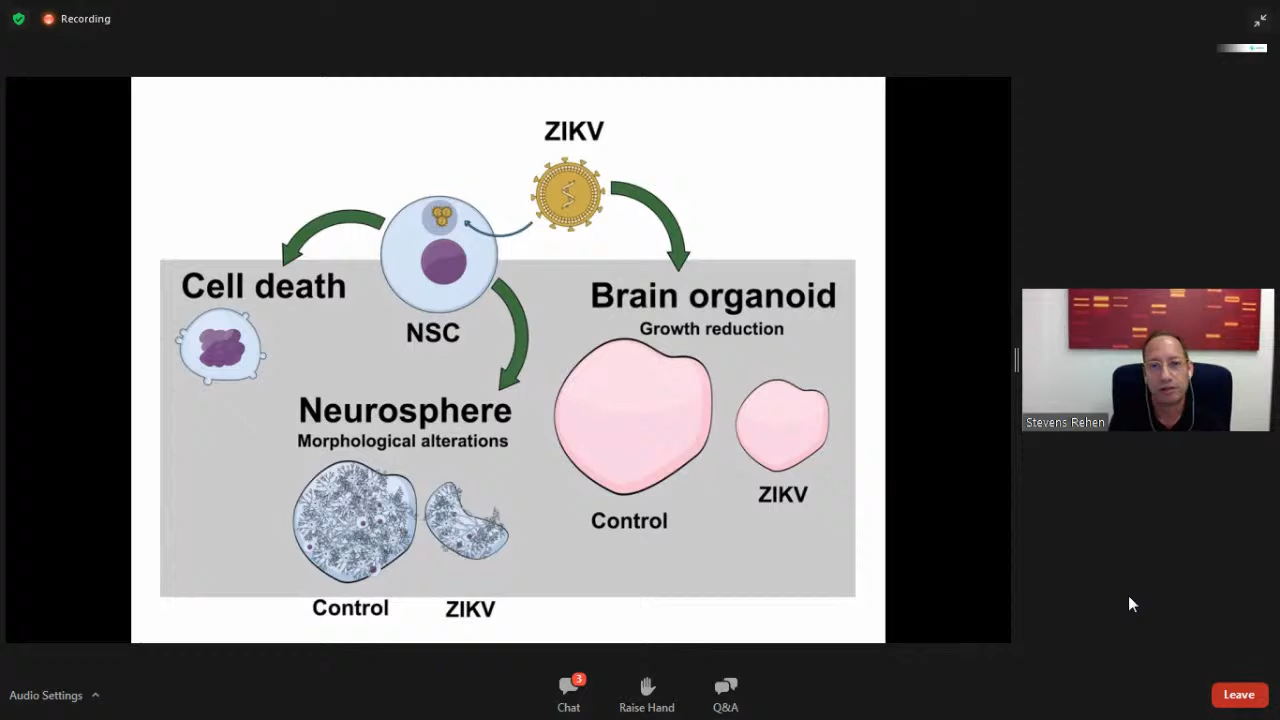 Recording
ZIKV
Cell death
NSC
Brain organoid
Growth reduction
Neurosphere
Morphological alterations
ZIKV
Control
Control
ZIKV
Stevens Rehen
Audio Settings
3
Chat
Raise Hand
Q&A
Leave